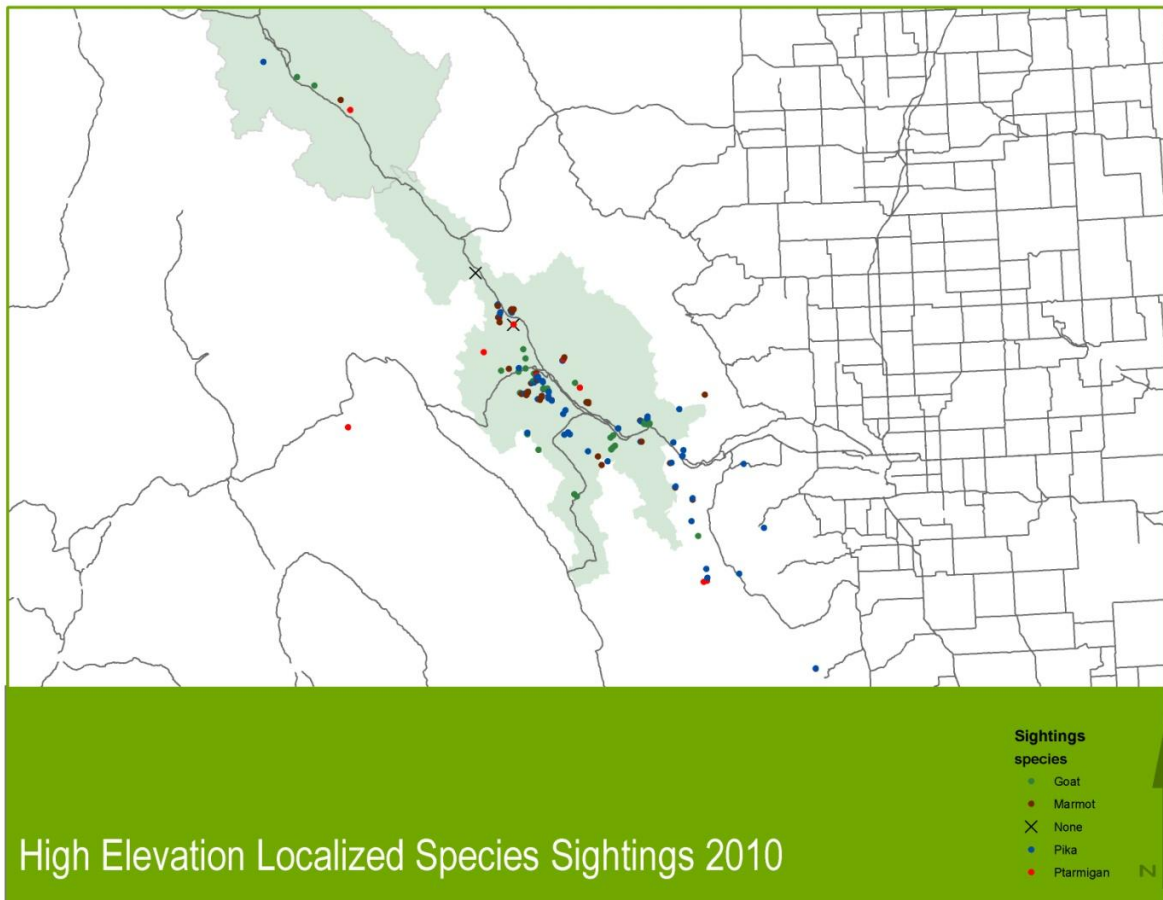 Sightings
species
Goat
Marmot
None
Pika
Ptarmigan
N
High Elevation Localized Species Sightings 2010